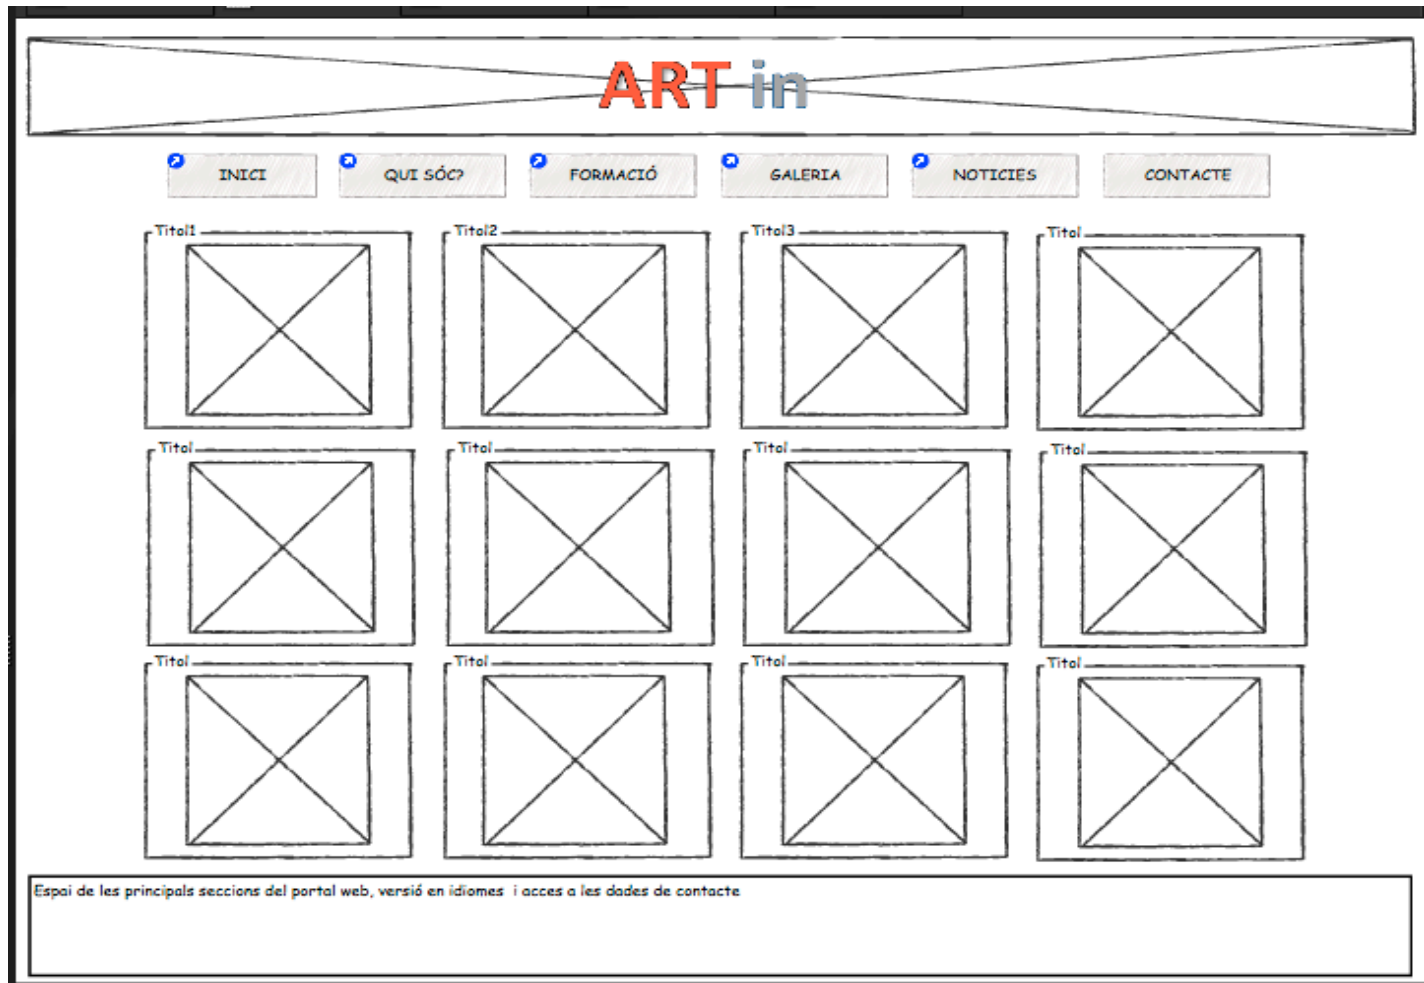 ART in
INICI
QUI SÓC?
FORMACIÓ
GALERIA
NOTICIES
CONTACTE
Titol1
Titol2
Titol3
Titol
Titol
Titol
Titol
Titol
Titol
Titol
Titol
Titol
Espai de les principals seccions del portal web, versió en idiomes i acces a les dades de contacte